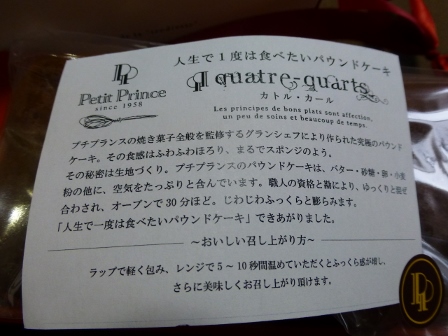 人生で1度は食べたいパウンドケーキ
Petit Prince
since 1958
quatre-quarts
カトル・カール
Les principes de bons plats sont affection,
un peu de soins et beaucoup de temps.
プチプランスの焼き菓子全般を監修するグランシェフにより作られた究極のパウンド
ケーキ。その食感はふわふわほろり、まるでスポンジのよう。
その秘密は生地づくり。プチプランスのパウンドケーキは、バター・砂糖・卵・小麦
粉の他に、空気をたっぷりと含んでいます。職人の資格と勘により、ゆっくりと混ぜ
合わされ、オーブンで30分ほど。じわじわふっくらと膨らみます。
「人生で一度は食べたいパウンドケーキ」できあがりました。
～おいしい召し上がり方～
ラップで軽く包み、レンジで5～10秒間温めていただくとふっくら感が増し、
さらに美味しくお召し上がり頂けます。